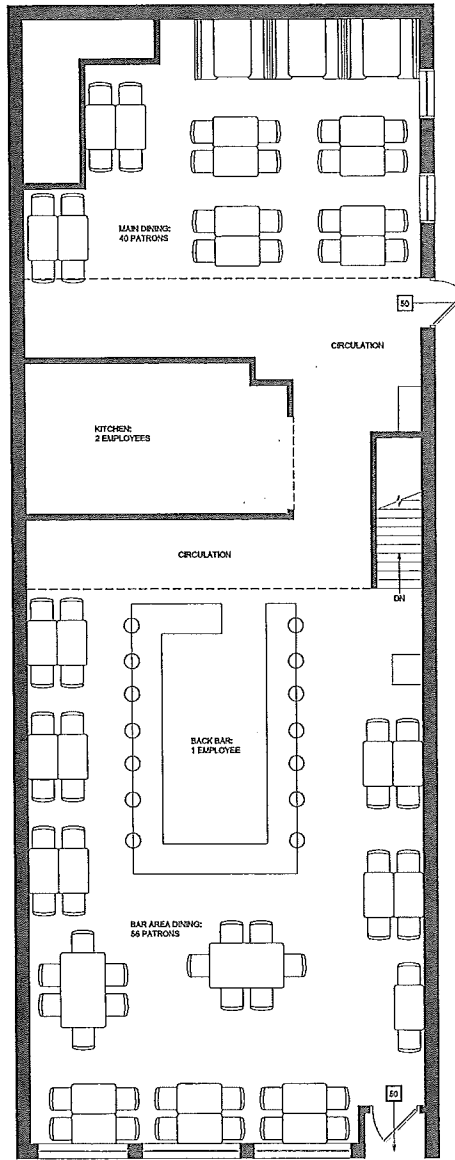 MAIN DINING:
40 PATRONS
50
CIRCULATION
KITCHEN:
2 EMPLOYEES
CIRCULATION
DN
BACK BAR:
1 EMPLOYEE
BAR AREA DINING:
56 PATRONS
50